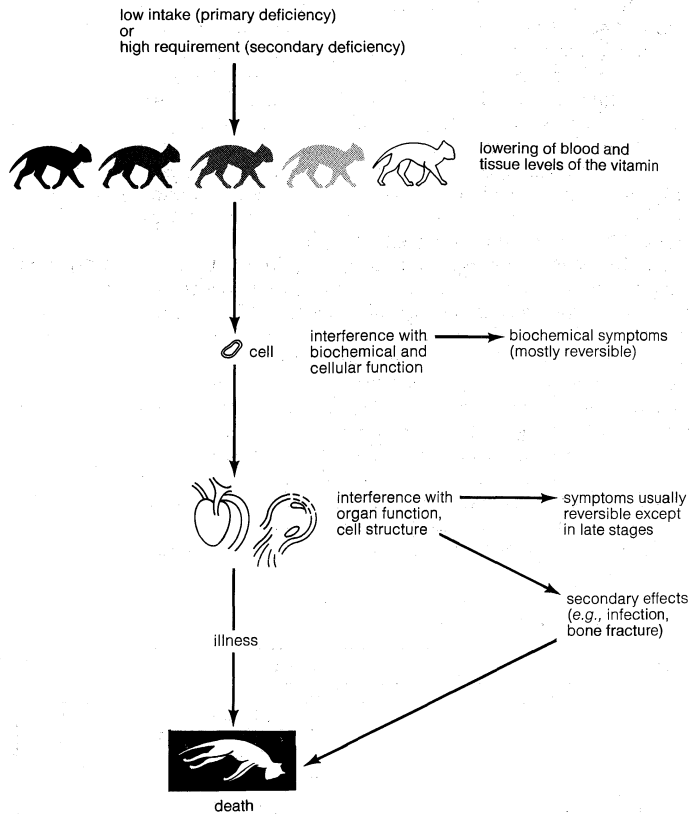 low intake (primary deficiency)
or
high requirement (secondary deficiency)
lowering of blood and
tissue levels of the vitamin
cell
interference with
biochemical and
cellular function
biochemical symptoms
(mostly reversible)
interference with
organ function,
cell structure
symptoms usually
reversible except
in late stages
secondary effects
(e.g., infection,
bone fracture)
illness
death